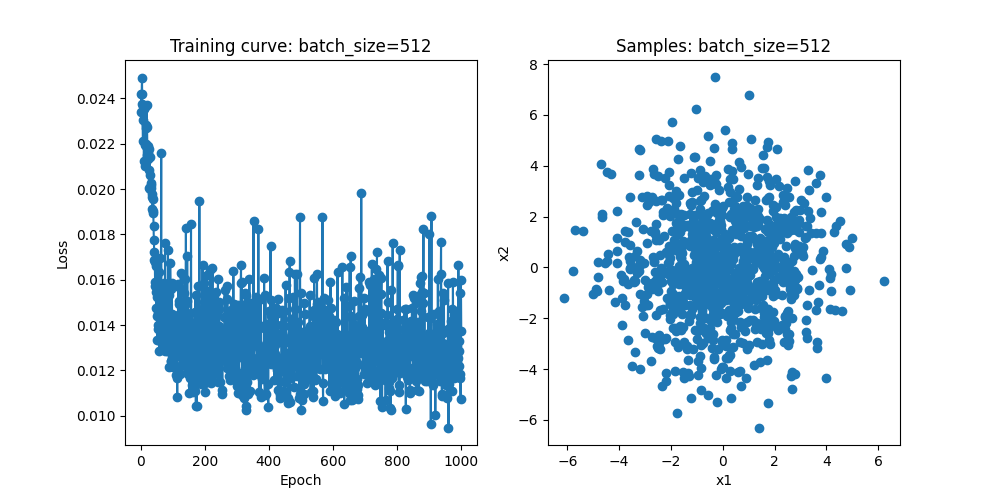 Training curve: batch_size=512
Loss
0.024
0.022
0.020
0.018
0.016
0.014
0.012
0.010
0 200 400 600 800 1000
Epoch
Samples: batch_size=512
x2
8
6
4
2
0
−2
−4
−6
−6 −4 −2 0 2 4 6
x1